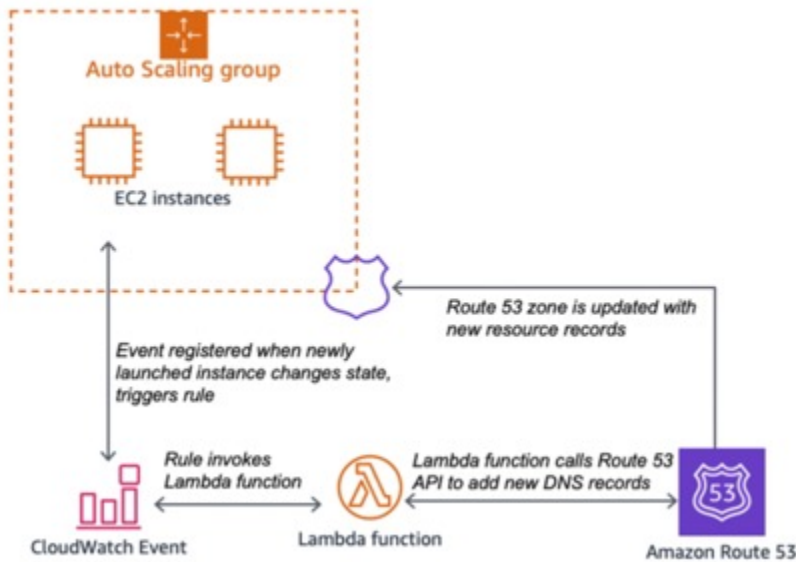 Auto Scaling group
EC2 instances
Route 53 zone is updated with
new resource records
Event registered when newly
launched instance changes state,
triggers rule
Rule invokes
Lambda function
Lambda function calls Route 53
API to add new DNS records
53
CloudWatch Event
Lambda function
Amazon Route 53